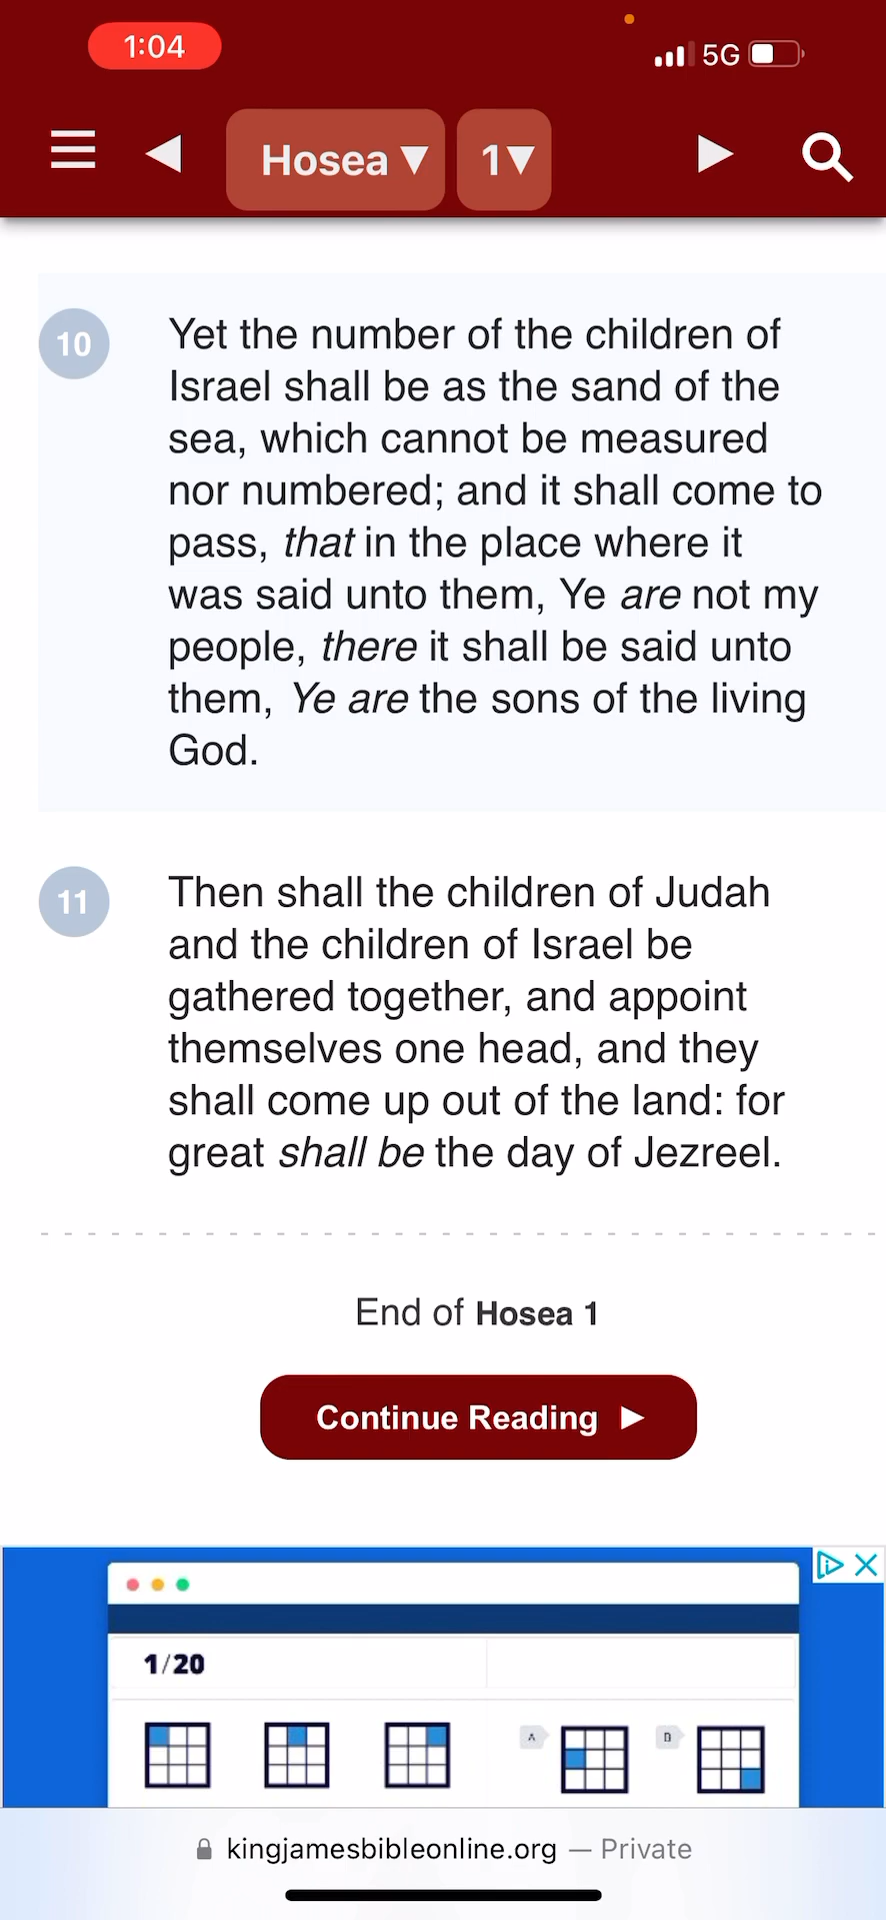 1:04
5G
Hosea ▼ 1▼
10
Yet the number of the children of
Israel shall be as the sand of the
sea, which cannot be measured
nor numbered; and it shall come to
pass, that in the place where it
was said unto them, Ye are not my
people, there it shall be said unto
them, Ye are the sons of the living
God.
11
Then shall the children of Judah
and the children of Israel be
gathered together, and appoint
themselves one head, and they
shall come up out of the land: for
great shall be the day of Jezreel.
End of Hosea 1
Continue Reading ►
1/20
A
D
kingjamesbibleonline.org — Private